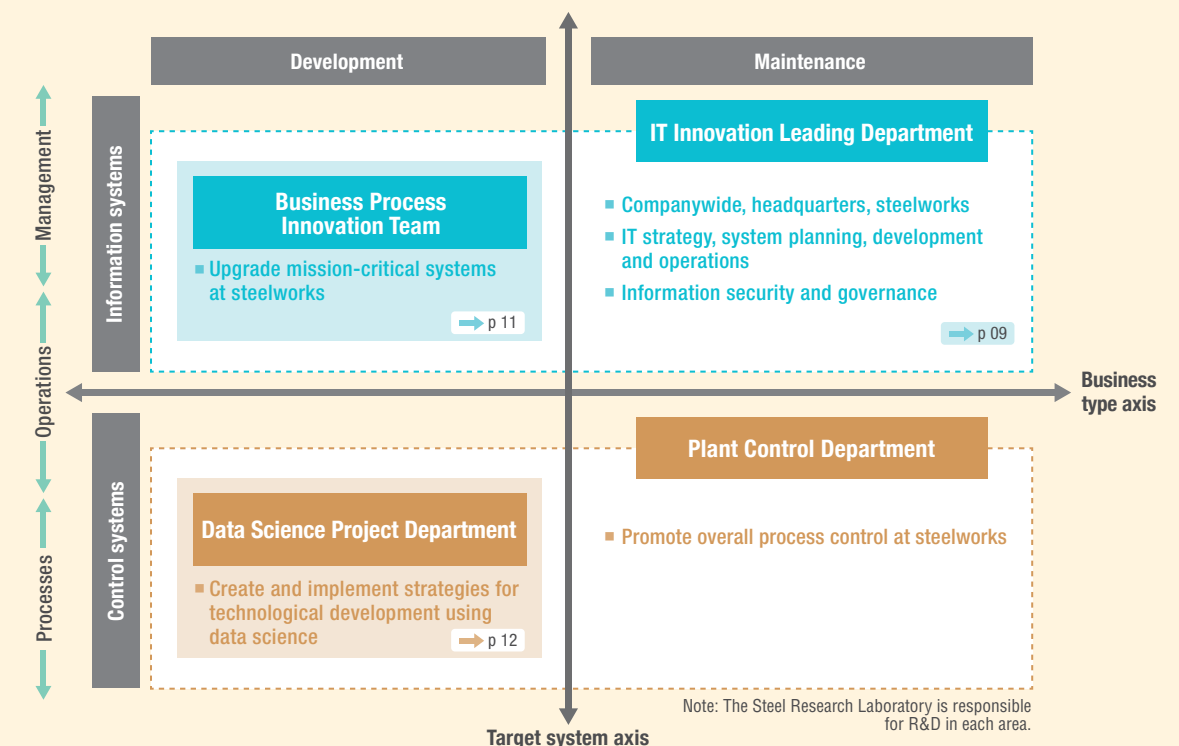 Development
Maintenance
Management
Operations
Processes
Information systems
Control systems
IT Innovation Leading Department
Business Process
Innovation Team
■ Upgrade mission-critical systems
at steelworks
p 11
■ Companywide, headquarters, steelworks
■ IT strategy, system planning, development
and operations
■ Information security and governance
p 09
Business
type axis
Plant Control Department
Data Science Project Department
■ Create and implement strategies for
technological development using
data science
p 12
■ Promote overall process control at steelworks
Note: The Steel Research Laboratory is responsible
for R&D in each area.
Target system axis